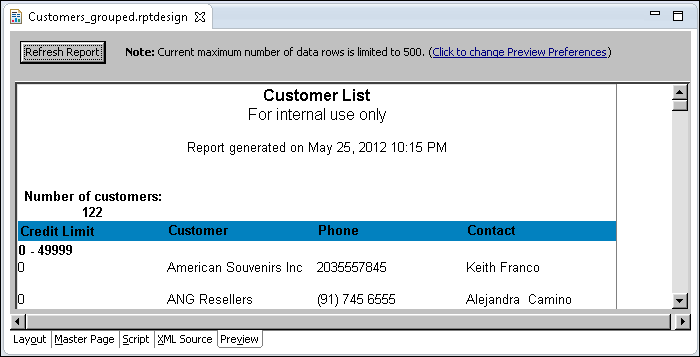 Customers_grouped.rptdesign
Refresh Report Note: Current maximum number of data rows is limited to 500. (Click to change Preview Preferences)
Customer List
For internal use only
Report generated on May 25, 2012 10:15 PM
Number of customers:
122
Credit Limit Customer Phone Contact
0 - 49999
0 American Souvenirs Inc 2035557845 Keith Franco
0 ANG Resellers (91) 745 6555 Alejandra Camino
Layout Master Page Script XML Source Preview